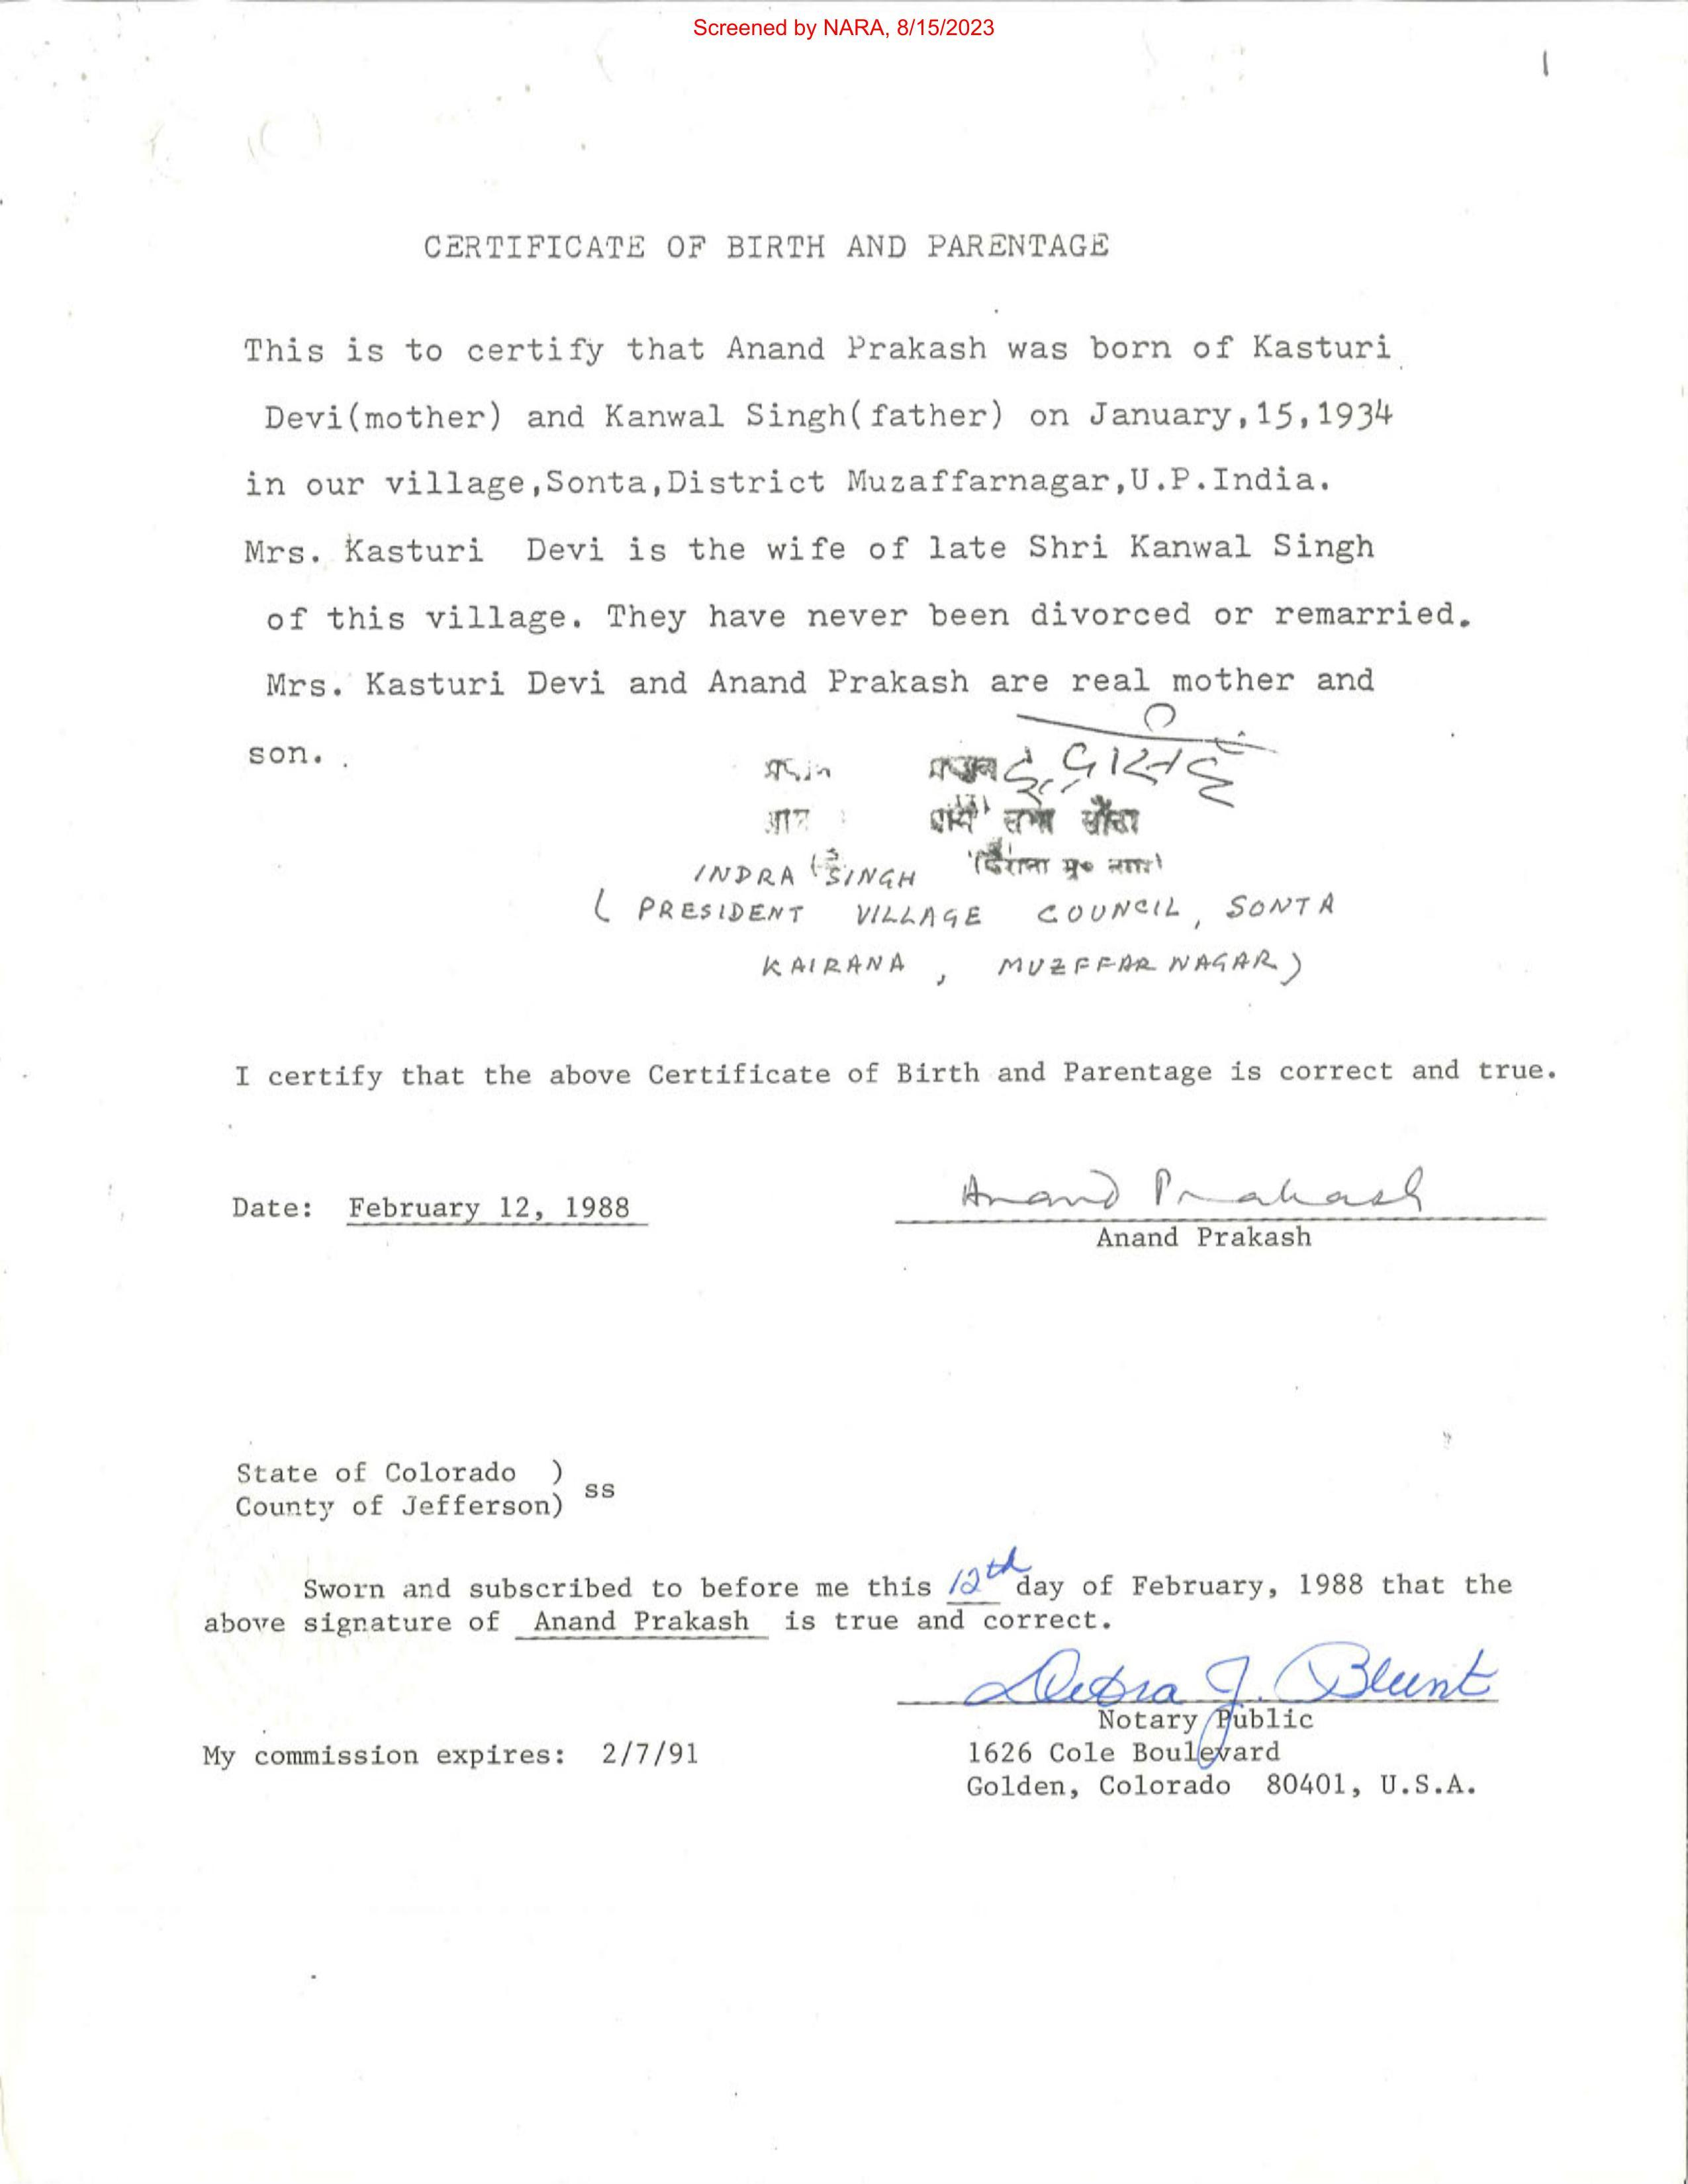 Screened by NARA, 8/15/2023
1
CERTIFICATE OF BIRTH AND PARENTAGE
This is to certify that Anand Prakash was born of Kasturi
Devi(mother) and Kanwal Singh(father) on January,15,1934
in our village,Sonta,District Muzaffarnagar,U.P.India.
Mrs. Kasturi Devi is the wife of late Shri Kanwal Singh
of this village. They have never been divorced or remarried.
Mrs. Kasturi Devi and Anand Prakash are real mother and
son.
सभा
INDRA SINGH
( PRESIDENT VILLAGE COUNCIL, SONTA
KAIRANA , MUZFFAR NAGAR)
I certify that the above Certificate of Birth and Parentage is correct and true.
Anand Prakash
Date: February 12, 1988
Anand Prakash
State of Colorado )
ss
County of Jefferson)
Sworn and subscribed to before me this 12th day of February, 1988 that the
above signature of Anand Prakash is true and correct.
Debra J. Blunt
Notary Public
My commission expires: 2/7/91
1626 Cole Boulevard
Golden, Colorado 80401, U.S.A.